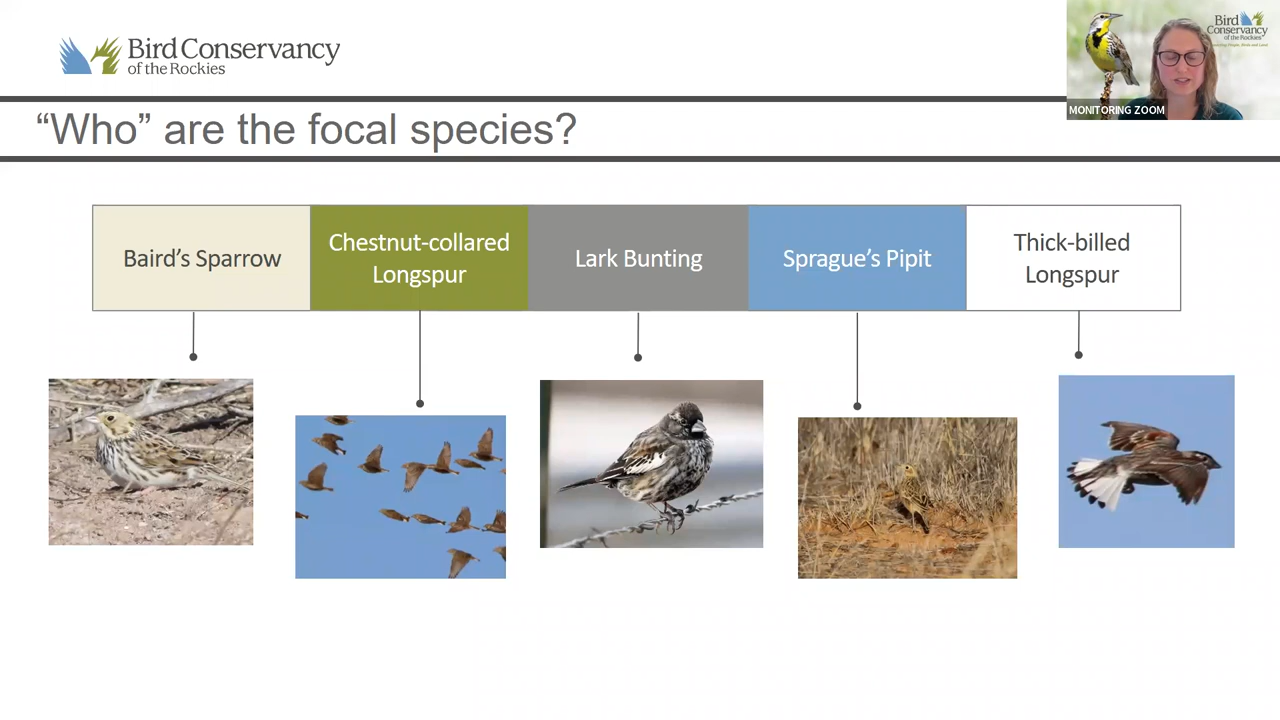 Bird Conservancy
of the Rockies
Bird Conservancy
of the Rockies
MONITORING ZOOM
“Who” are the focal species?
Baird’s Sparrow
Chestnut-collared
Longspur
Lark Bunting
Sprague’s Pipit
Thick-billed
Longspur